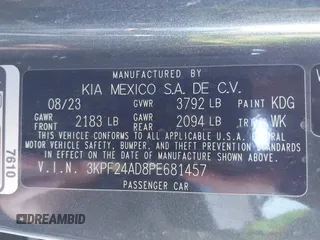 MANUFACTURED BY
KIA MEXICO S.A. DE C.V.
08/23 GVWR 3792 LB PAINT KDG
GAWR FRONT 2183 LB GAWR REAR 2094 LB TRIM WK
THIS VEHICLE CONFORMS TO ALL APPLICABLE U.S. FEDERAL
MOTOR VEHICLE SAFETY, BUMPER, AND THEFT PREVENTION
STANDARDS IN EFFECT ON THE DATE OF MANUFACTURE
SHOWN ABOVE.
V.I.N. 3KPF24AD8PE681457
PASSENGER CAR
7610
DREAMBID